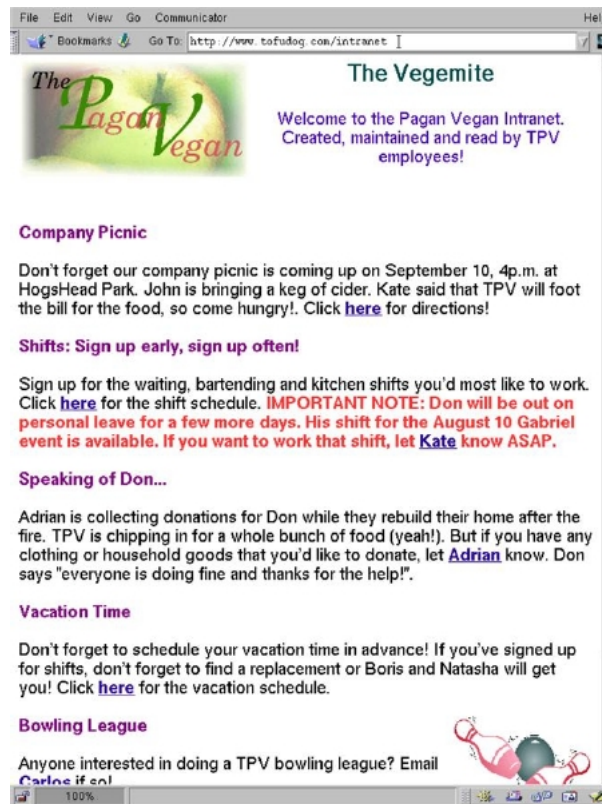 File Edit View Go Communicator Hel
Bookmarks Go To: http://www.tofudog.com/intranet
The Pagan Vegan
The Vegemite
Welcome to the Pagan Vegan Intranet.
Created, maintained and read by TPV
employees!
Company Picnic
Don't forget our company picnic is coming up on September 10, 4p.m. at
HogsHead Park. John is bringing a keg of cider. Kate said that TPV will foot
the bill for the food, so come hungry!. Click here for directions!
Shifts: Sign up early, sign up often!
Sign up for the waiting, bartending and kitchen shifts you'd most like to work.
Click here for the shift schedule. IMPORTANT NOTE: Don will be out on
personal leave for a few more days. His shift for the August 10 Gabriel
event is available. If you want to work that shift, let Kate know ASAP.
Speaking of Don...
Adrian is collecting donations for Don while they rebuild their home after the
fire. TPV is chipping in for a whole bunch of food (yeah!). But if you have any
clothing or household goods that you'd like to donate, let Adrian know. Don
says "everyone is doing fine and thanks for the help!".
Vacation Time
Don't forget to schedule your vacation time in advance! If you've signed up
for shifts, don't forget to find a replacement or Boris and Natasha will get
you! Click here for the vacation schedule.
Bowling League
Anyone interested in doing a TPV bowling league? Email
Carlos if so!
100%